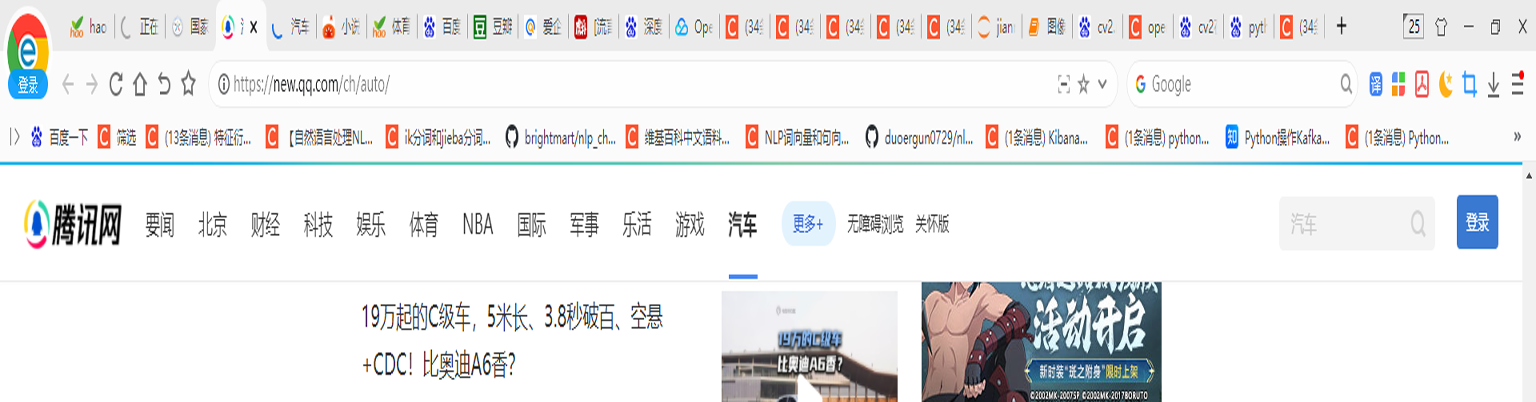 hao 正在 国家 汽车 小说 体育 百度 豆瓣 爱企 [流 深度 Ope (34 (34 (34 (34 (34 jian 图像 cv2. ope cv2 pyt (34 + 25
登录 https://new.qq.com/ch/auto/ Google 译
百度一下 筛选 (13条消息) 特征衍... 【自然语言处理NL... ik分词和jieba分词... brightmart/nlp_ch... 维基百科中文语料... NLP词向量和句向... duoergun0729/nl... (1条消息) Kibana... (1条消息) python... 知 Python操作Kafka... (1条消息) Python... »
腾讯网 要闻 北京 财经 科技 娱乐 体育 NBA 国际 军事 乐活 游戏 汽车 更多+ 无障碍浏览 关怀版 汽车 登录
19万起的C级车，5米长、3.8秒破百、空悬
+CDC！比奥迪A6香？
19万的C级车
比奥迪A6香？
活动开启
新时装"斑之附身"限时上架
©2002MK-2007SP ©2002MK-2017BORUTO